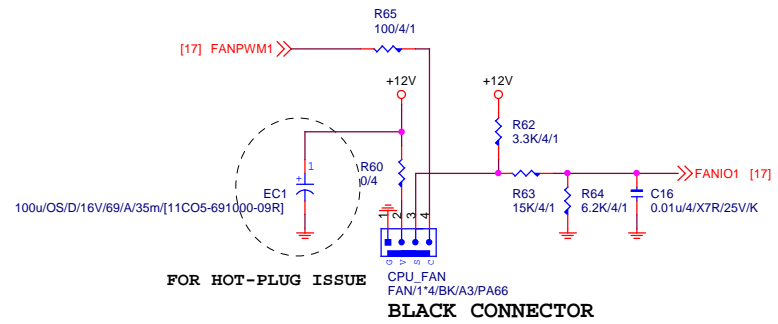 R65
100/4/1
[17] FANPWM1
+12V
+12V
R62
3.3K/4/1
1
+
EC1
100u/OS/D/16V/69/A/35m/[11CO5-691000-09R]
R60
0/4
FANIO1 [17]
R63
15K/4/1
R64
6.2K/4/1
C16
0.01u/4/X7R/25V/K
1 2 3 4
G V S C
FOR HOT-PLUG ISSUE
CPU_FAN
FAN/1*4/BK/A3/PA66
BLACK CONNECTOR